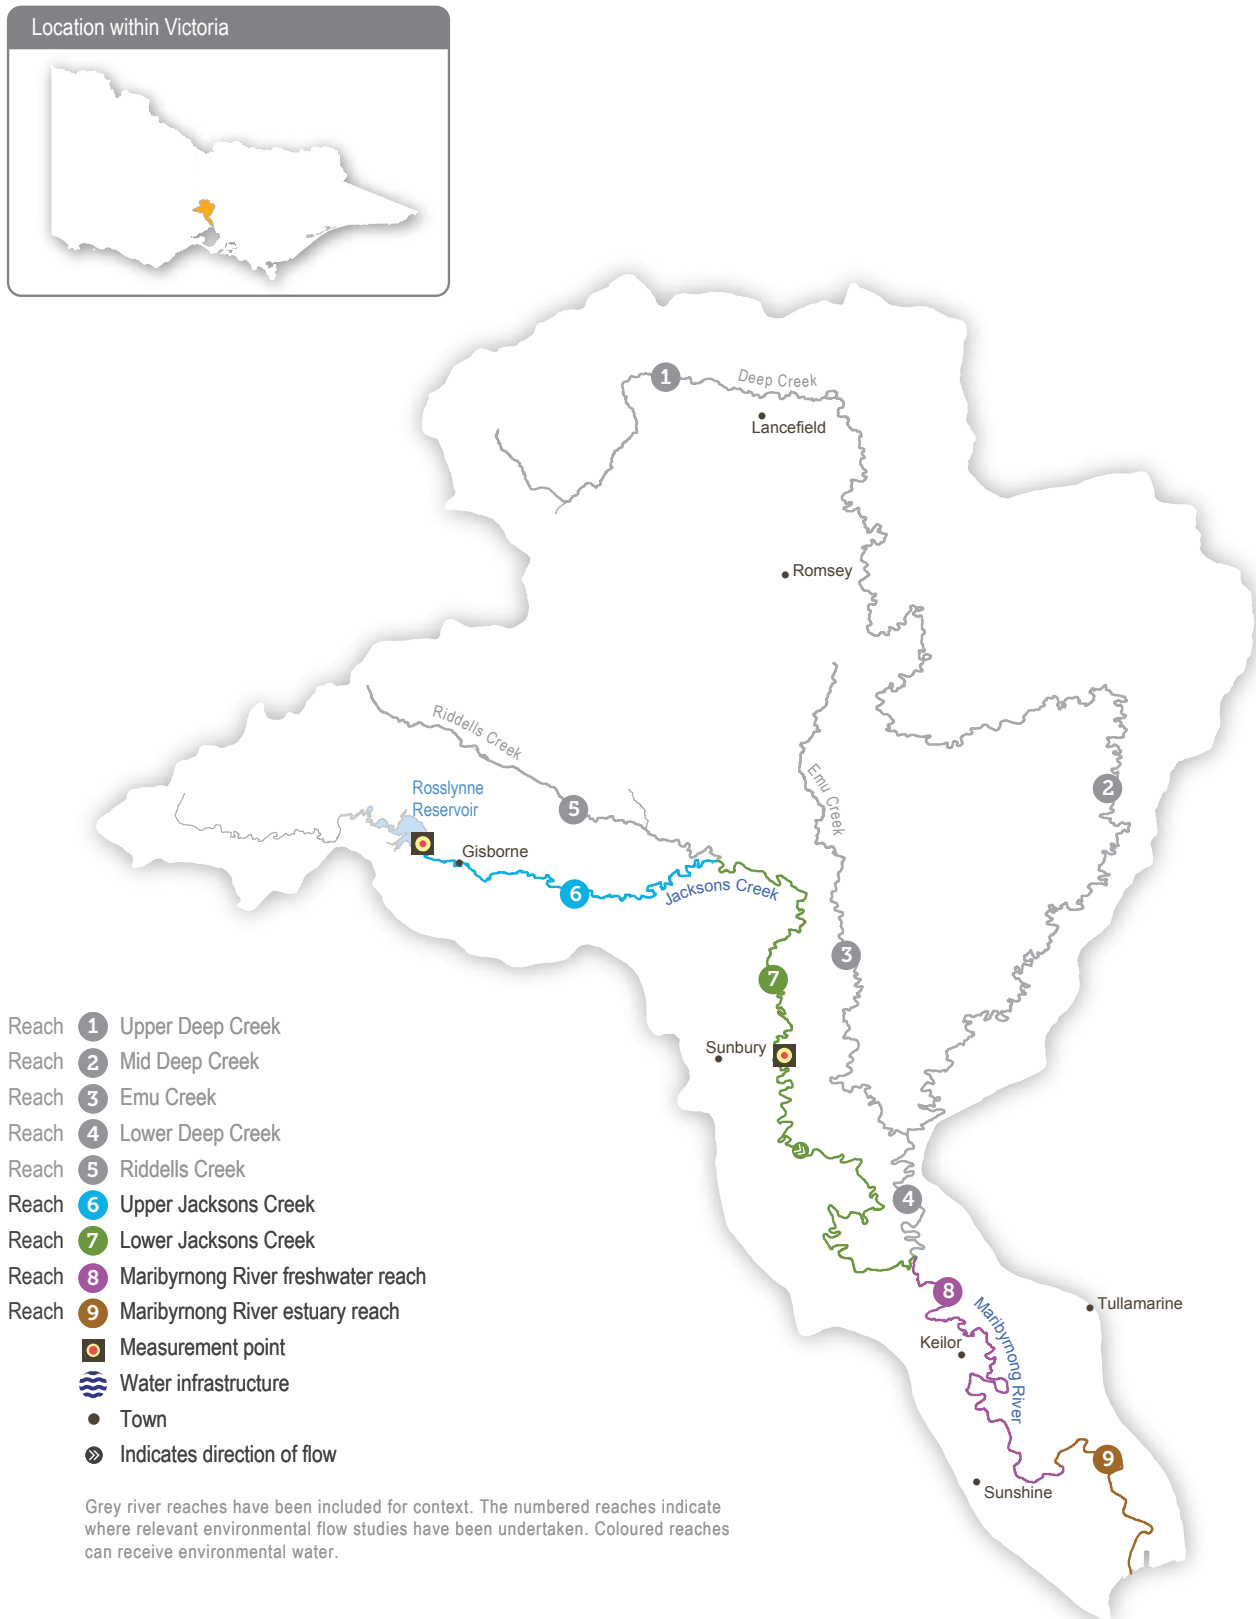 Location within Victoria
1
Deep Creek
Lancefield
Romsey
Riddells Creek
Emu Creek
2
Rosslynne
Reservoir
5
Gisborne
6
Jacksons Creek
3
7
Sunbury
4
8
Maribyrnong River
Tullamarine
Keilor
9
Sunshine
Reach 1 Upper Deep Creek
Reach 2 Mid Deep Creek
Reach 3 Emu Creek
Reach 4 Lower Deep Creek
Reach 5 Riddells Creek
Reach 6 Upper Jacksons Creek
Reach 7 Lower Jacksons Creek
Reach 8 Maribyrnong River freshwater reach
Reach 9 Maribyrnong River estuary reach
Measurement point
Water infrastructure
Town
Indicates direction of flow
Grey river reaches have been included for context. The numbered reaches indicate
where relevant environmental flow studies have been undertaken. Coloured reaches
can receive environmental water.